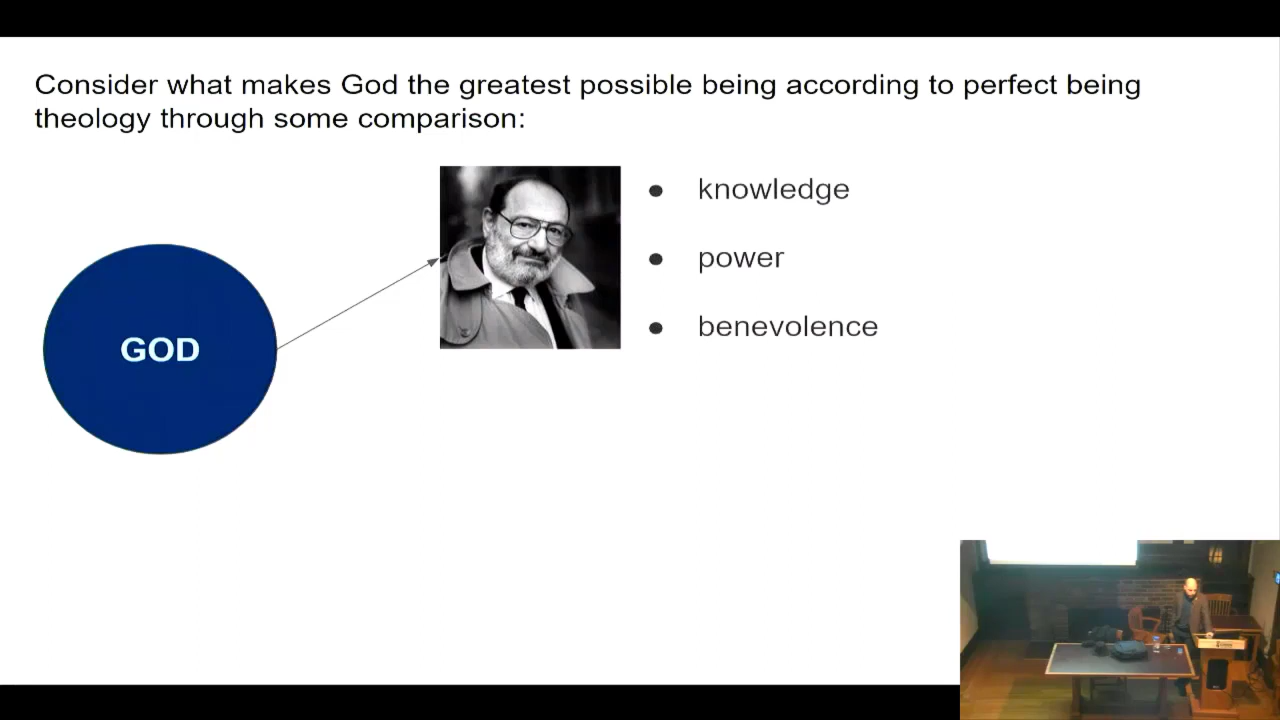 Consider what makes God the greatest possible being according to perfect being
theology through some comparison:
GOD
● knowledge
● power
● benevolence